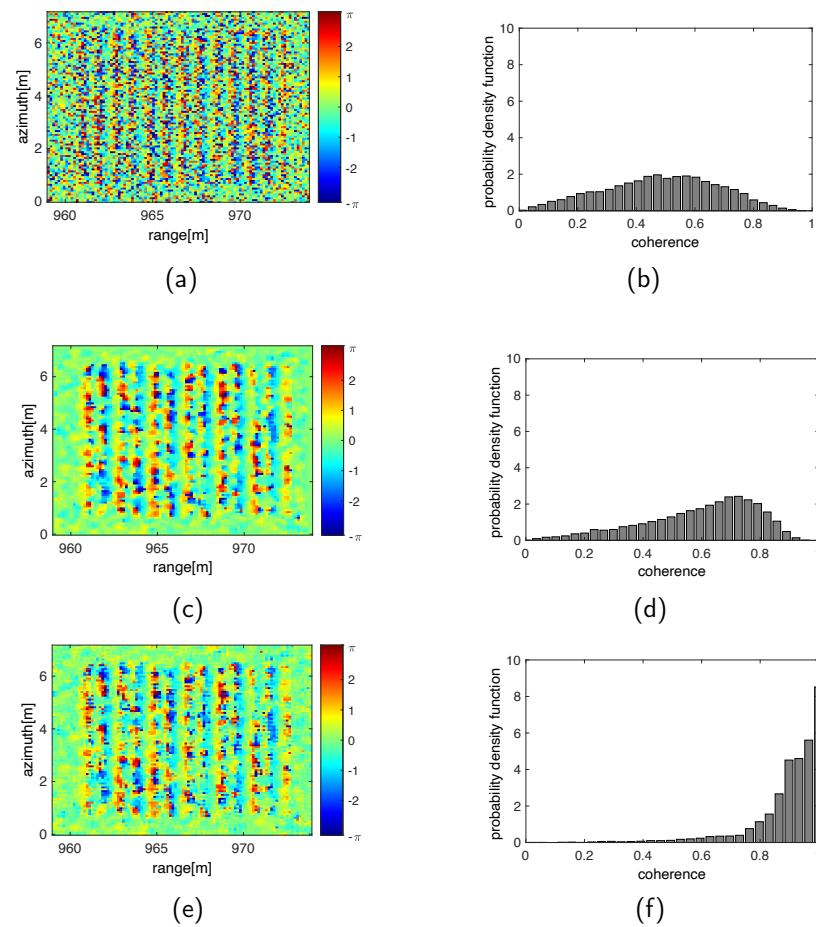 π
6
2
azimuth[m]
4
1
0
2
-1
-2
0
-π
960
965
970
range[m]
(a)
10
probability density function
8
6
4
2
0
0
0.2
0.4
0.6
0.8
1
coherence
(b)
π
6
2
azimuth[m]
4
1
0
2
-1
-2
0
-π
960
965
970
range[m]
(c)
10
probability density function
8
6
4
2
0
0
0.2
0.4
0.6
0.8
coherence
(d)
π
6
2
azimuth[m]
4
1
0
2
-1
-2
0
-π
960
965
970
range[m]
(e)
10
probability density function
8
6
4
2
0
0
0.2
0.4
0.6
0.8
coherence
(f)